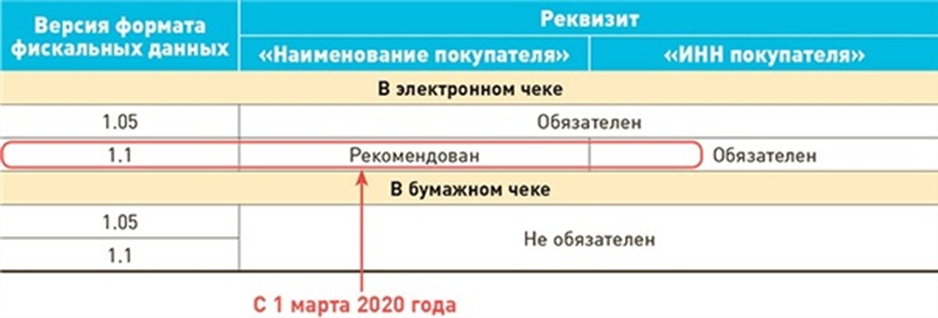 Версия формата фискальных данных
Реквизит
«Наименование покупателя» «ИНН покупателя»
В электронном чеке
1.05 Обязателен
1.1 Рекомендован Обязателен
В бумажном чеке
1.05
Не обязателен
1.1
С 1 марта 2020 года